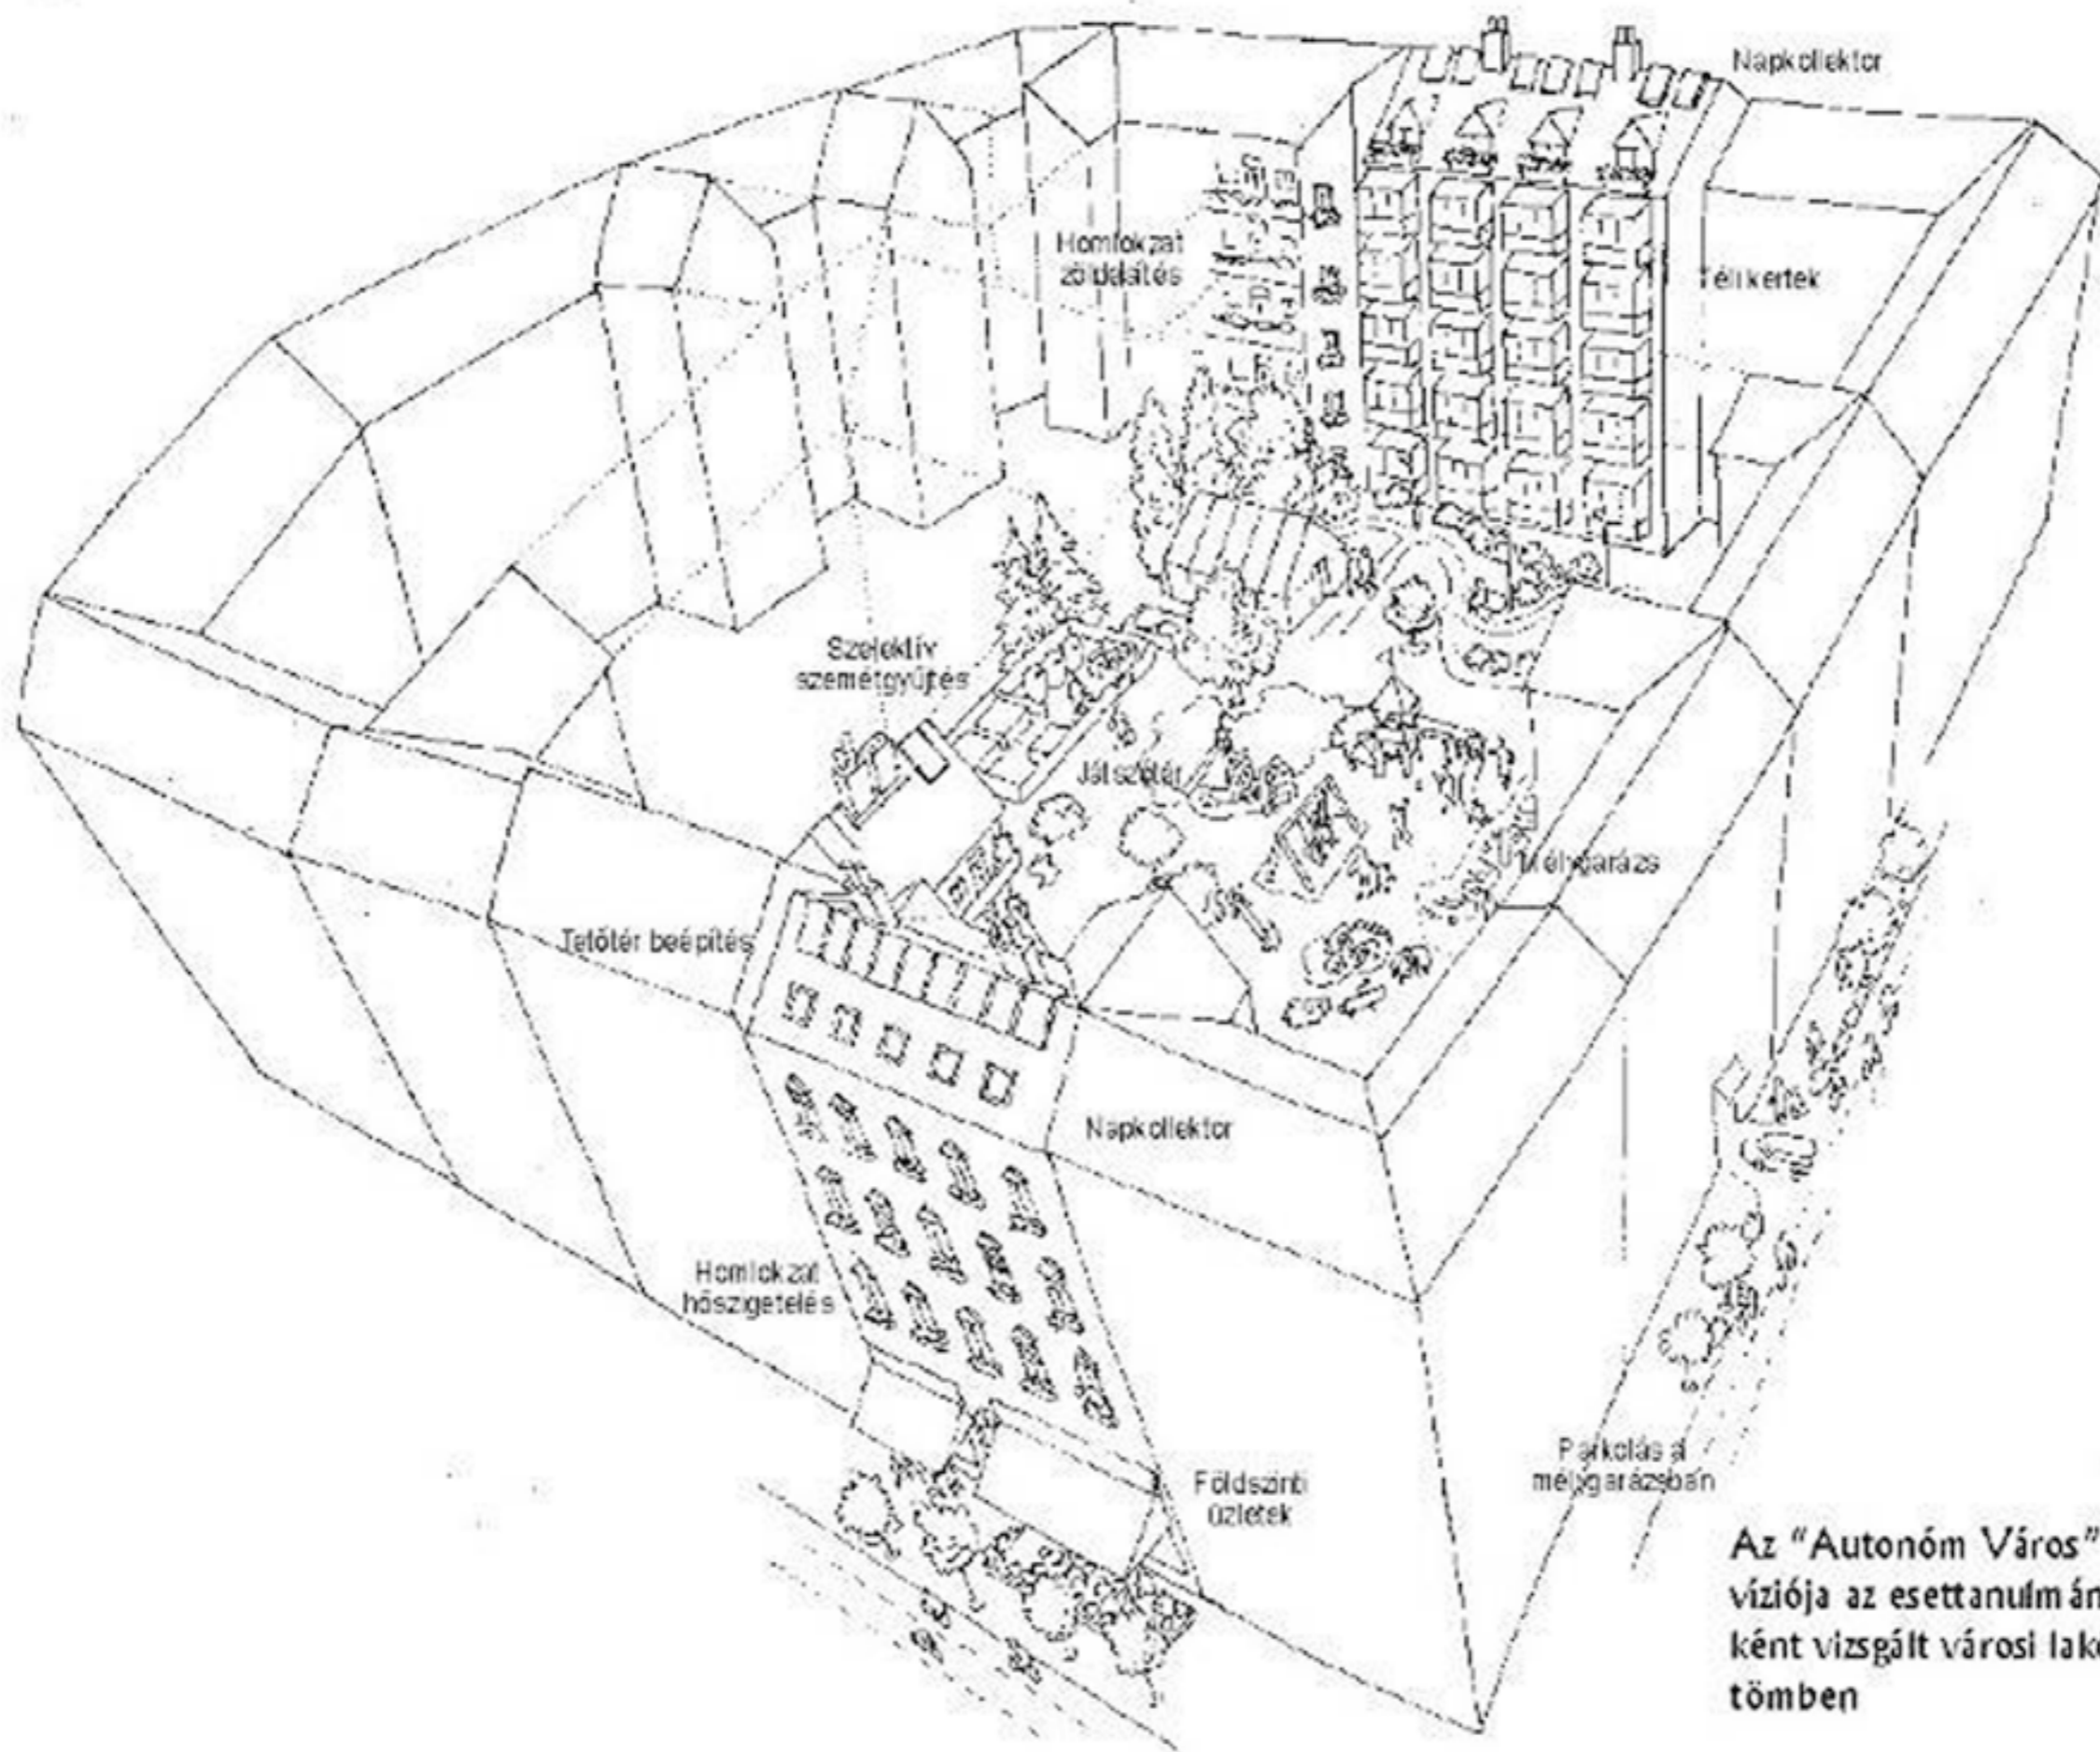 Napkollektor
Homlokzat
zöldelítés
Télikertek
Szelektív
szemétgyűjtés
Játszótér
Mélygarázs
Tetőtér beépítés
Napkollektor
Homlokzat
hőszigetelés
Földszinti
üzletek
Parkolás a
mélygarázsban
Az "Autonóm Város"
víziója az esettanulmán
ként vizsgált városi lak
tömben